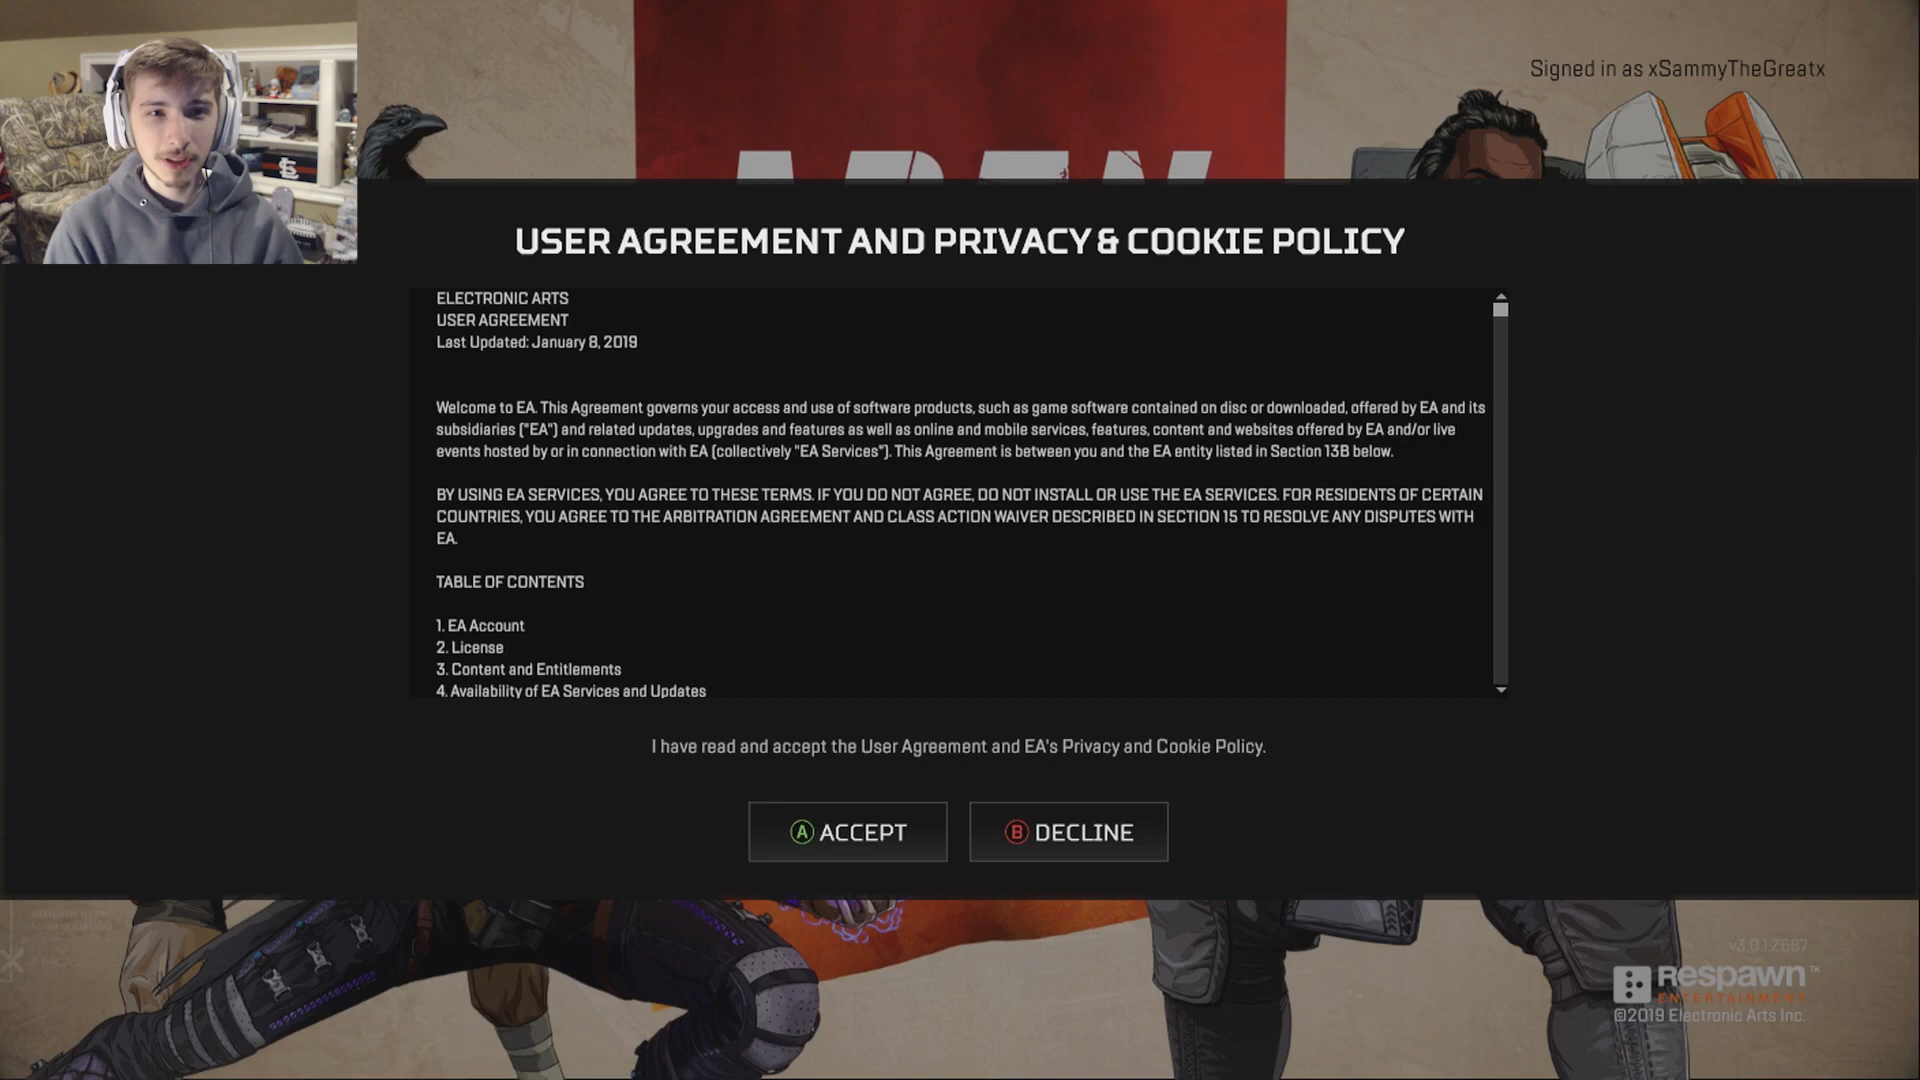 Signed in as xSammyTheGreatx
USER AGREEMENT AND PRIVACY & COOKIE POLICY
ELECTRONIC ARTS
USER AGREEMENT
Last Updated: January 8, 2019
Welcome to EA. This Agreement governs your access and use of software products, such as game software contained on disc or downloaded, offered by EA and its
subsidiaries ("EA") and related updates, upgrades and features as well as online and mobile services, features, content and websites offered by EA and/or live
events hosted by or in connection with EA (collectively "EA Services"). This Agreement is between you and the EA entity listed in Section 13B below.
BY USING EA SERVICES, YOU AGREE TO THESE TERMS. IF YOU DO NOT AGREE, DO NOT INSTALL OR USE THE EA SERVICES. FOR RESIDENTS OF CERTAIN
COUNTRIES, YOU AGREE TO THE ARBITRATION AGREEMENT AND CLASS ACTION WAIVER DESCRIBED IN SECTION 15 TO RESOLVE ANY DISPUTES WITH
EA.
TABLE OF CONTENTS
1. EA Account
2. License
3. Content and Entitlements
4. Availability of EA Services and Updates
I have read and accept the User Agreement and EA's Privacy and Cookie Policy.
A ACCEPT
B DECLINE
Respawn™
ENTERTAINMENT
©2019 Electronic Arts Inc.